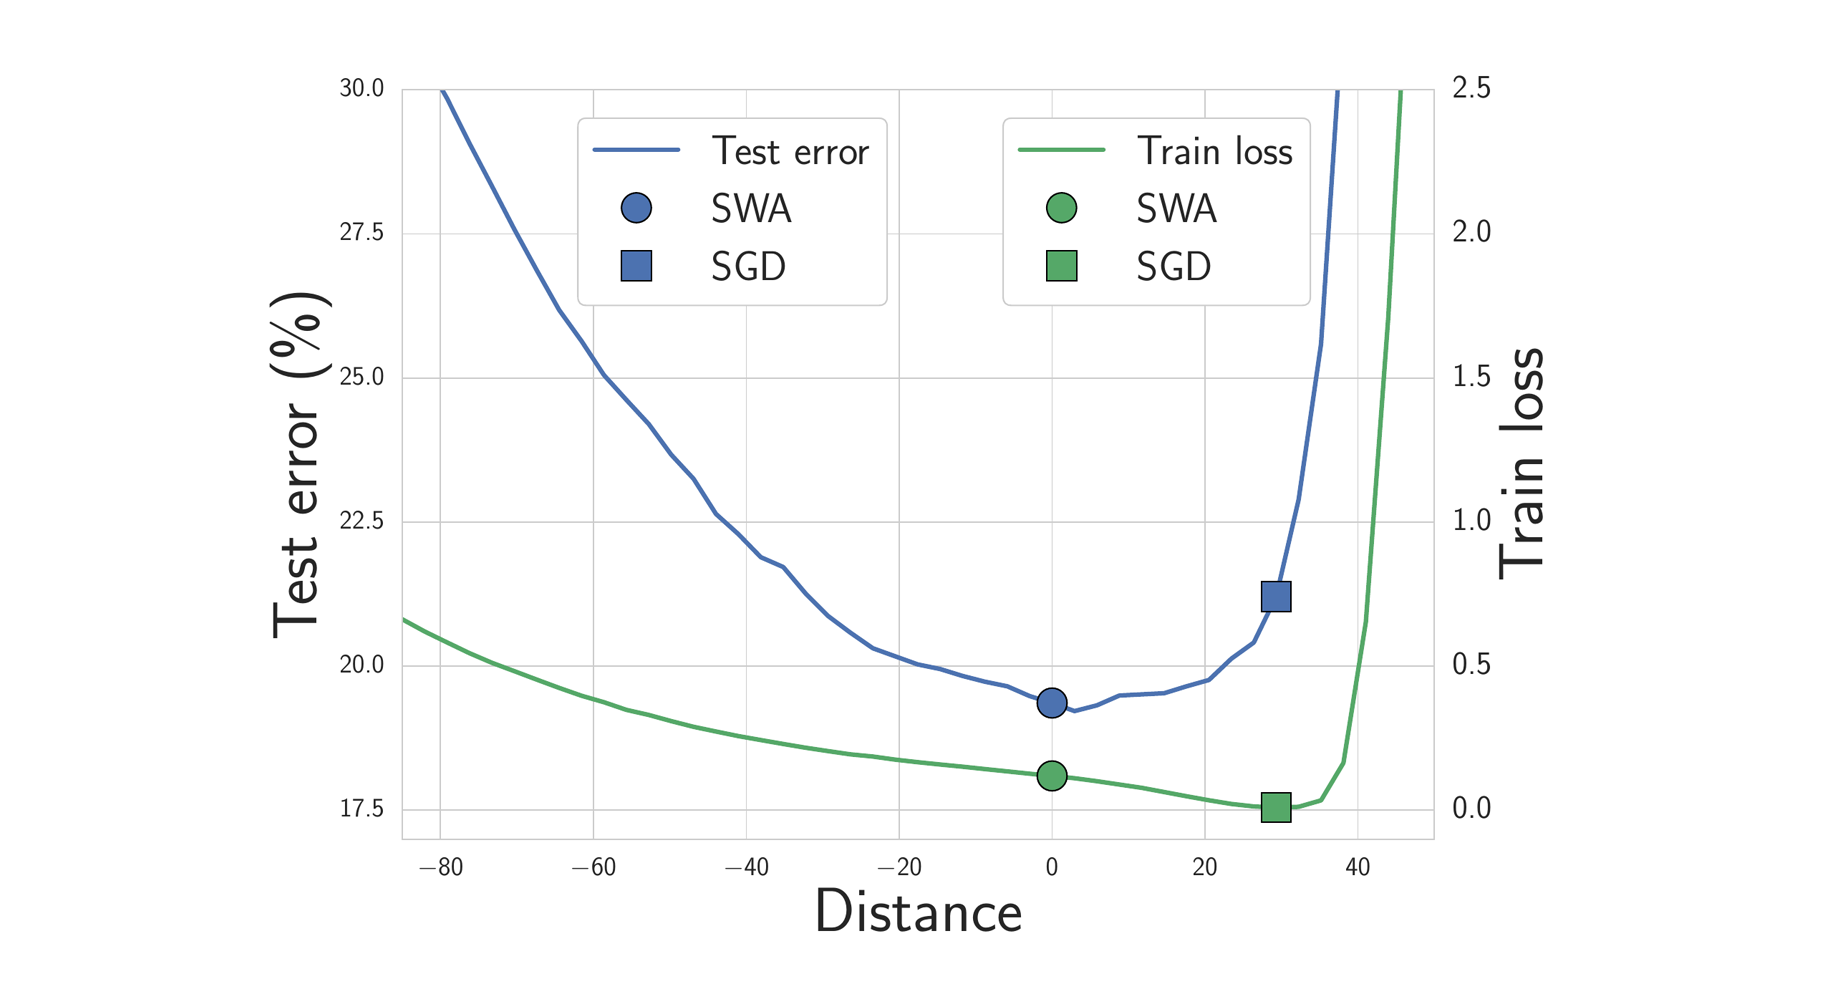 30.0
27.5
25.0
22.5
20.0
17.5
Test error (%)
Test error
SWA
SGD
Train loss
SWA
SGD
2.5
2.0
1.5
1.0
0.5
0.0
Train loss
−80 −60 −40 −20 0 20 40
Distance